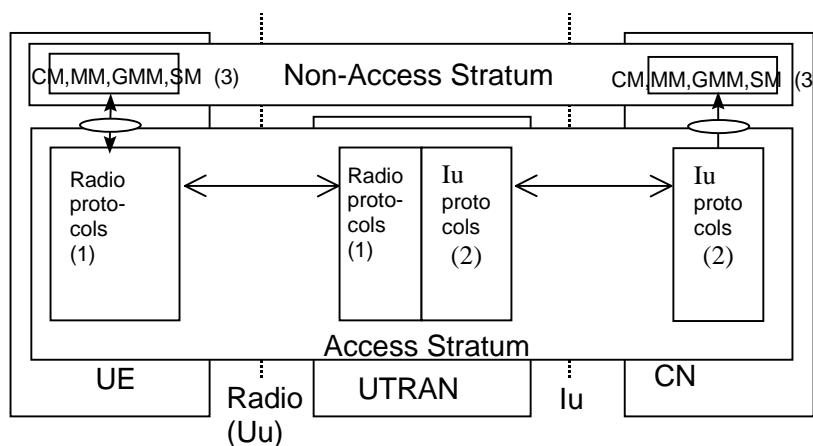 CM,MM,GMM,SM (3)
Non-Access Stratum
CM,MM,GMM,SM (3
Radio
proto-
cols
(1)
Radio
proto-
cols
(1)
Iu
proto
cols
(2)
Iu
proto
cols
(2)
Access Stratum
UE
Radio
(Uu)
UTRAN
Iu
CN